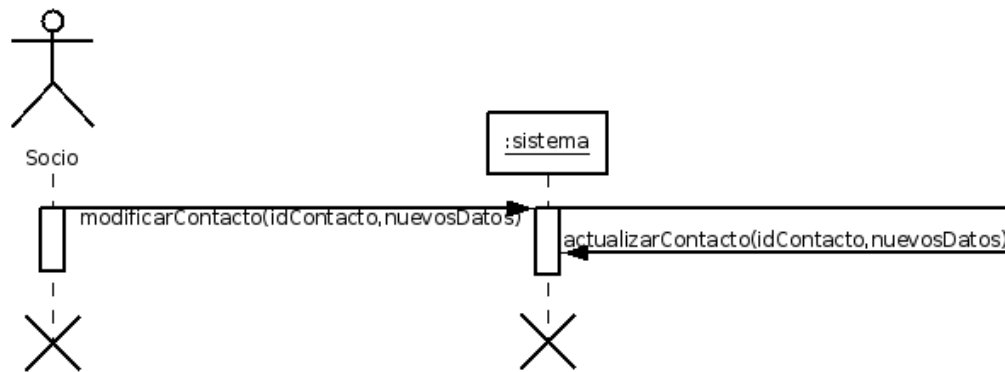 Socio
:sistema
modificarContacto(idContacto,nuevosDatos)
actualizarContacto(idContacto,nuevosDatos)